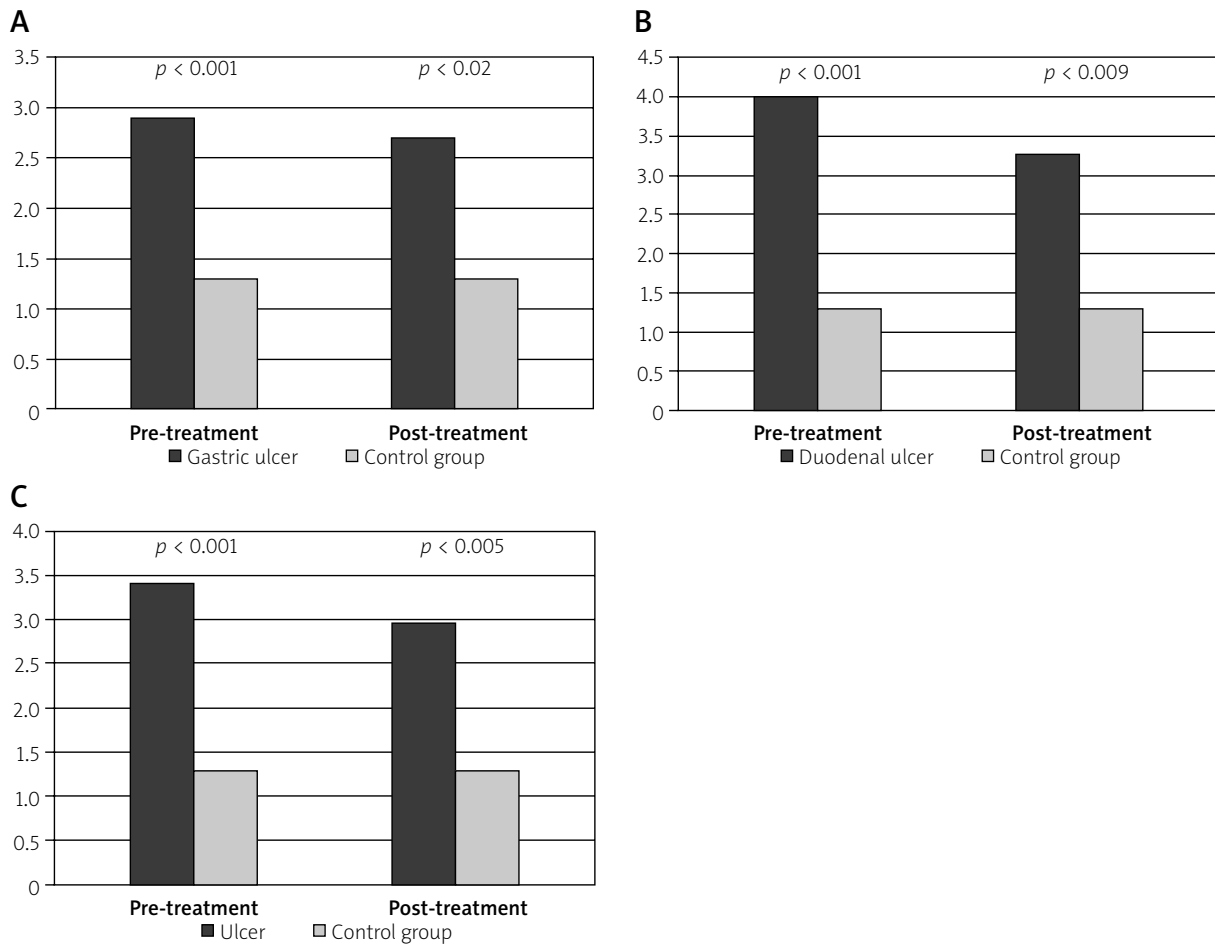 A
3.5
p < 0.001 p < 0.02
3.0
2.5
2.0
1.5
1.0
0.5
0
Pre-treatment Post-treatment
Gastric ulcer Control group
B
4.5
p < 0.001 p < 0.009
4.0
3.5
3.0
2.5
2.0
1.5
1.0
0.5
0
Pre-treatment Post-treatment
Duodenal ulcer Control group
C
4.0
p < 0.001 p < 0.005
3.5
3.0
2.5
2.0
1.5
1.0
0.5
0
Pre-treatment Post-treatment
Ulcer Control group